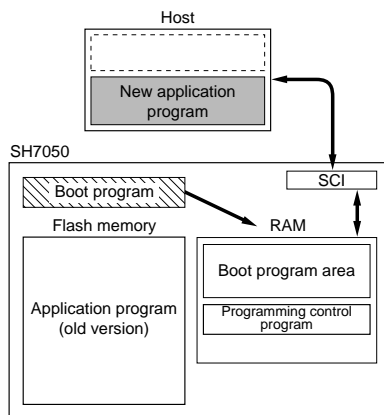 Host
New application
program
SH7050
SCI
Boot program
Flash memory
RAM
Application program
(old version)
Boot program area
Programming control
program